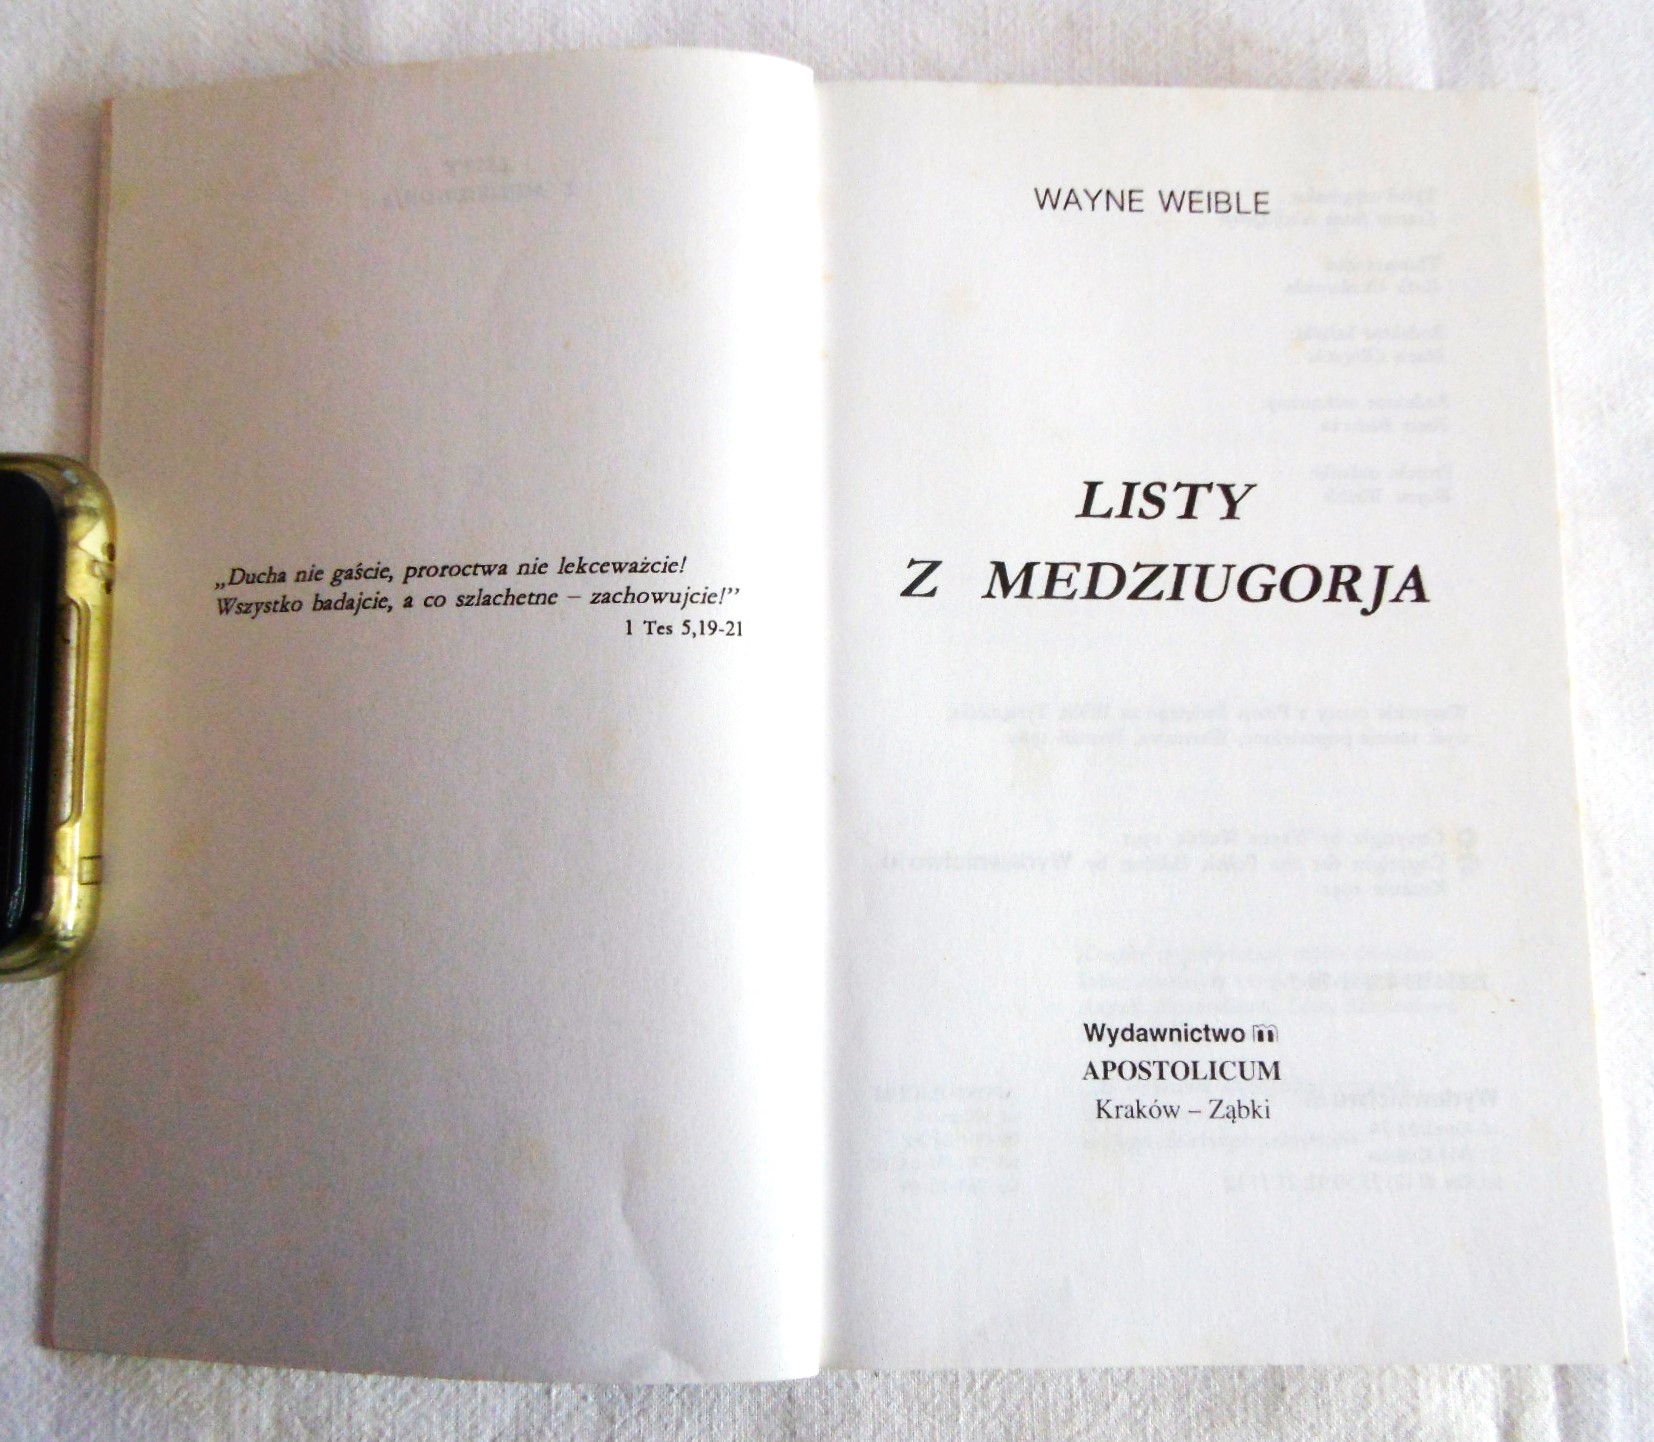 „Ducha nie gaście, proroctwa nie lekceważcie!
Wszystko badajcie, a co szlachetne – zachowujcie!”
1 Tes 5,19-21
WAYNE WEIBLE
LISTY
Z MEDZIUGORJA
Wydawnictwo m
APOSTOLICUM
Kraków – Ząbki